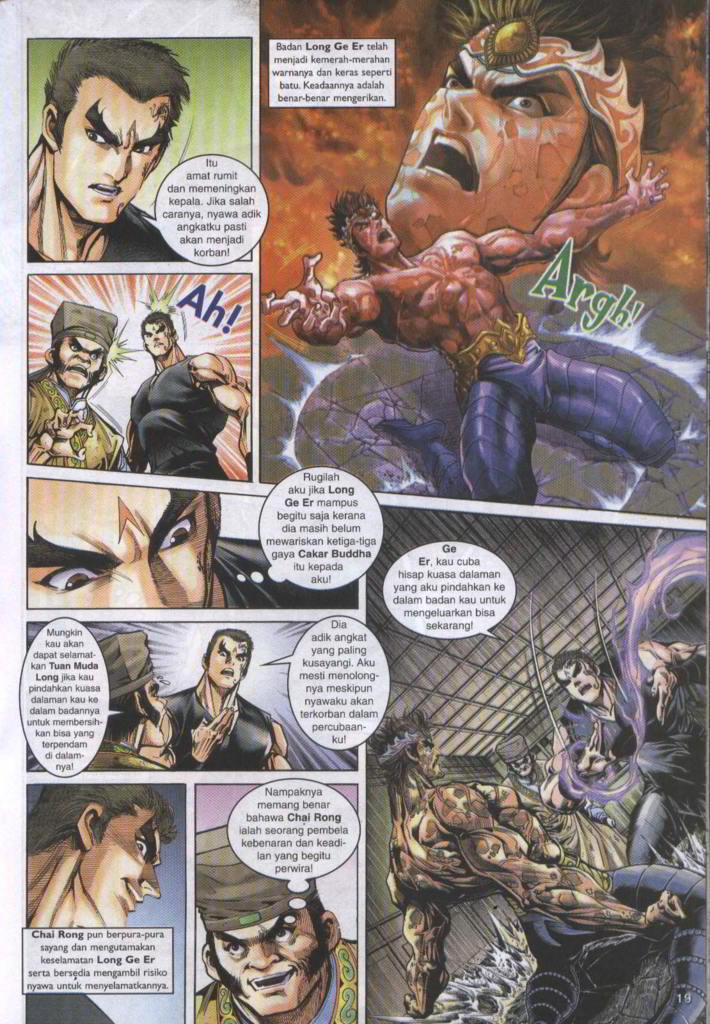 Itu
amat rumit
dan memeningkan
kepala. Jika salah
caranya, nyawa adik
angkatku pasti
akan menjadi
korban!
Badan Long Ge Er telah
menjadi kemerah-merahan
warnanya dan keras seperti
batu. Keadaannya adalah
benar-benar mengerikan.
Argh!
Ah!
Rugilah
aku jika Long
Ge Er mampus
begitu saja kerana
dia masih belum
mewariskan ketiga-tiga
gaya Cakar Buddha
itu kepada
aku!
Mungkin
kau akan
dapat selamat-
kan Tuan Muda
Long jika kau
pindahkan kuasa
dalaman kau ke
dalam badannya
untuk membersih-
kan bisa yang
terpendam
di dalam-
nya!
Dia
adik angkat
yang paling
kusayangi. Aku
mesti menolong-
nya meskipun
nyawaku akan
terkorban dalam
percubaan-
ku!
Ge
Er, kau cuba
hisap kuasa dalaman
yang aku pindahkan ke
dalam badan kau untuk
mengeluarkan bisa
sekarang!
Chai Rong pun berpura-pura
sayang dan mengutamakan
keselamatan Long Ge Er
serta bersedia mengambil risiko
nyawa untuk menyelamatkannya.
Nampaknya
memang benar
bahawa Chai Rong
ialah seorang pembela
kebenaran dan keadi-
lan yang begitu
perwira!
19